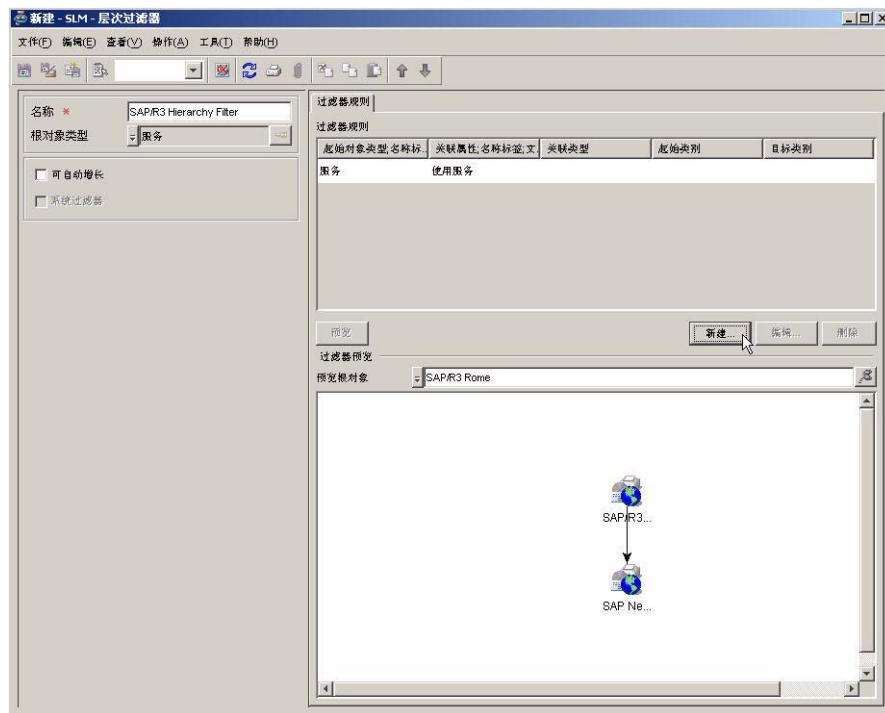 新建 - SLM - 层次过滤器
文件(F) 编辑(E) 查看(V) 操作(A) 工具(T) 帮助(H)
名称 *
SAP/R3 Hierarchy Filter
根对象类型
服务
可自动增长
系统过滤器
过滤器规则
过滤器规则
起始对象类型;名称标.. 关联属性;名称标签;文. 关联类型 起始类别 目标类别
服务 使用服务
预览 新建... 编辑... 删除
过滤器预览
预览根对象
SAP/R3 Rome
SAP/R3...
SAP Ne...